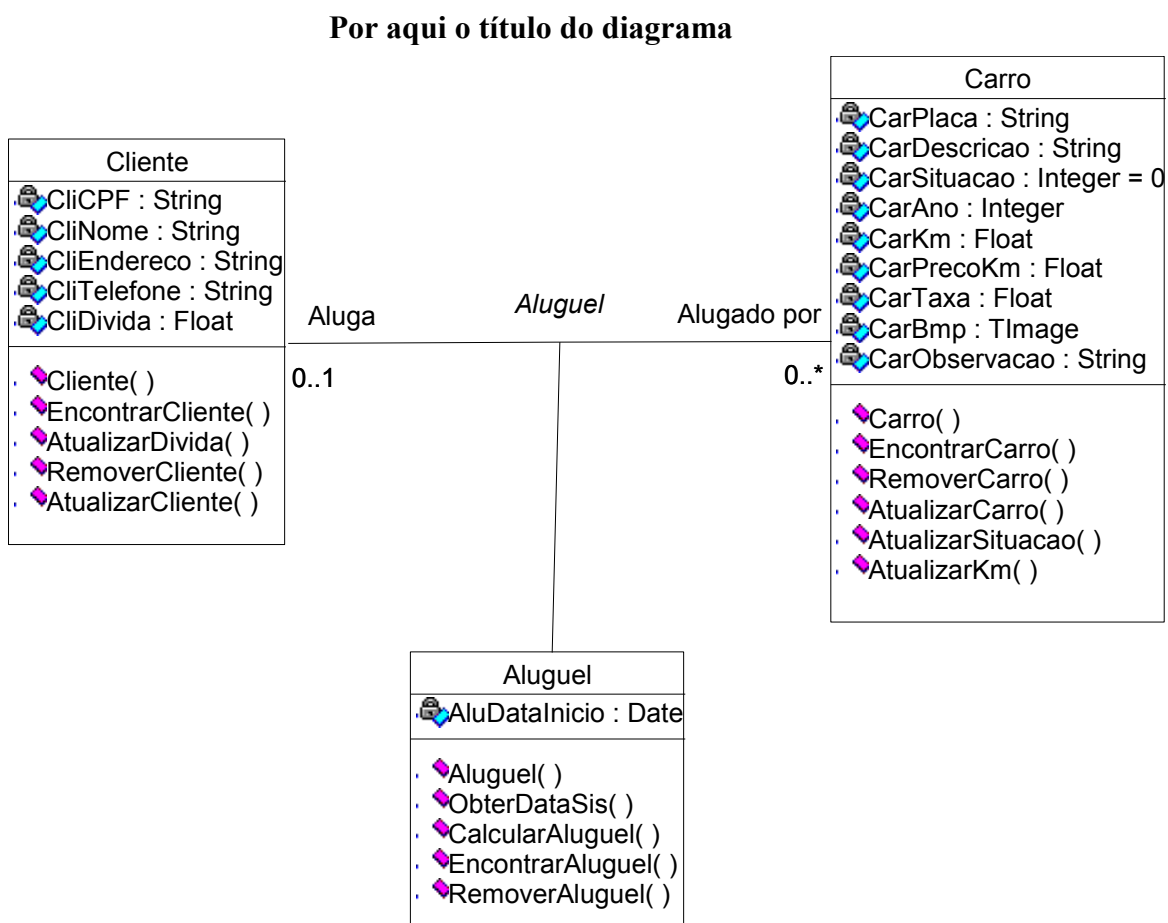 Por aqui o título do diagrama
Cliente
CliCPF : String
CliNome : String
CliEndereco : String
CliTelefone : String
CliDivida : Float
Cliente( )
EncontrarCliente( )
AtualizarDivida( )
RemoverCliente( )
AtualizarCliente( )
Aluga
0..1
Aluguel
Alugado por
0..*
Carro
CarPlaca : String
CarDescricao : String
CarSituacao : Integer = 0
CarAno : Integer
CarKm : Float
CarPrecoKm : Float
CarTaxa : Float
CarBmp : TImage
CarObservacao : String
Carro( )
EncontrarCarro( )
RemoverCarro( )
AtualizarCarro( )
AtualizarSituacao( )
AtualizarKm( )
Aluguel
AluDataInicio : Date
Aluguel( )
ObterDataSis( )
CalcularAluguel( )
EncontrarAluguel( )
RemoverAluguel( )